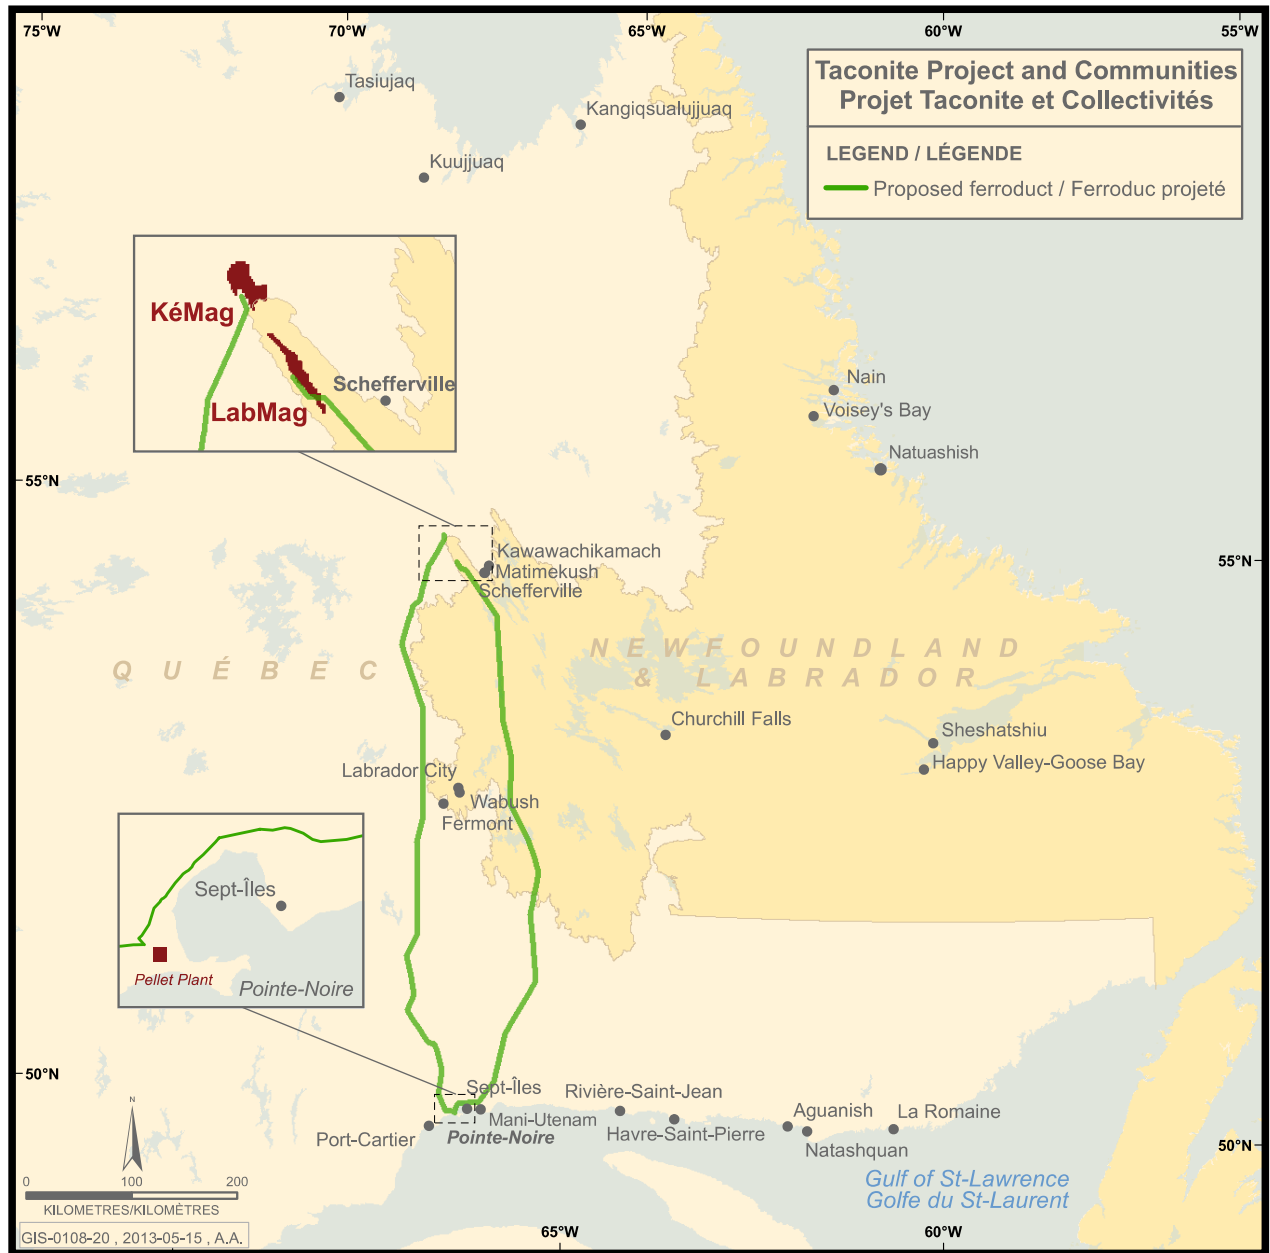 75°W
70°W
65°W
60°W
55°W
Taconite Project and Communities
Projet Taconite et Collectivités
LEGEND / LÉGENDE
Proposed ferroduct / Ferroduc projeté
Tasiujaq
Kangiqsualujjuaq
Kuujjuaq
KéMag
Schefferville
LabMag
Nain
Voisey's Bay
Natuashish
55°N
Kawawachikamach
Matimekush
Schefferville
55°N
QUÉBEC
NEWFOUNDLAND
& LABRADOR
Churchill Falls
Sheshatshiu
Happy Valley-Goose Bay
Labrador City
Wabush
Fermont
Sept-Îles
Pellet Plant
Pointe-Noire
50°N
Sept-Îles
Rivière-Saint-Jean
Mani-Utenam
Aguanish
La Romaine
Port-Cartier
Pointe-Noire
Havre-Saint-Pierre
Natashquan
50°N
Gulf of St-Lawrence
Golfe du St-Laurent
N
0 100 200
KILOMETRES/KILOMÈTRES
GIS-0108-20 , 2013-05-15 , A.A.
65°W
60°W